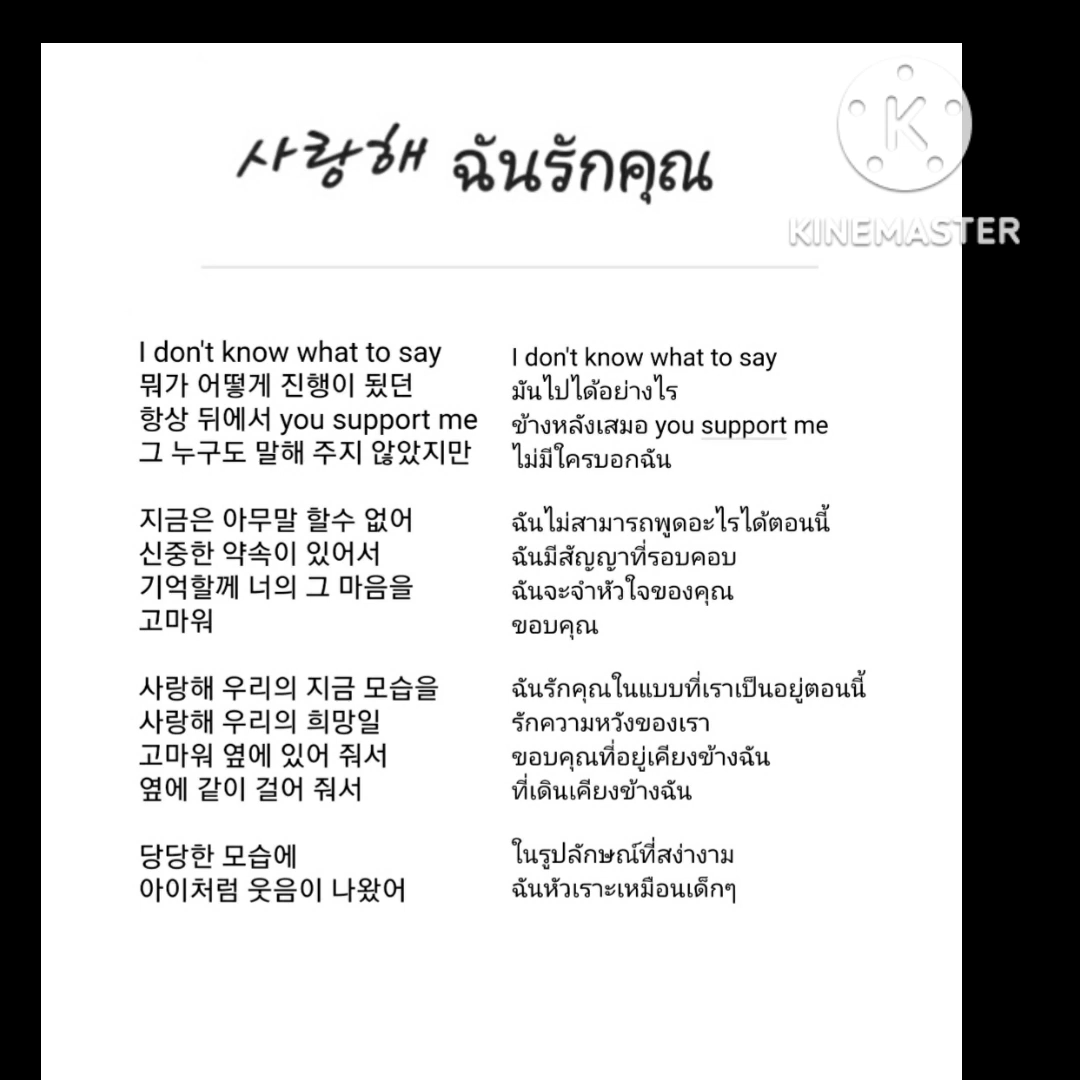 사랑해 ฉันรักคุณ
KINEMASTER
I don't know what to say
뭐가 어떻게 진행이 됬던
항상 뒤에서 you support me
그 누구도 말해 주지 않았지만
지금은 아무말 할수 없어
신중한 약속이 있어서
기억할께 너의 그 마음을
고마워
사랑해 우리의 지금 모습을
사랑해 우리의 희망일
고마워 옆에 있어 줘서
옆에 같이 걸어 줘서
당당한 모습에
아이처럼 웃음이 나왔어
I don't know what to say
มันไปได้อย่างไร
ข้างหลังเสมอ you support me
ไม่มีใครบอกฉัน
ฉันไม่สามารถพูดอะไรได้ตอนนี้
ฉันมีสัญญาที่รอบคอบ
ฉันจะจำหัวใจของคุณ
ขอบคุณ
ฉันรักคุณในแบบที่เราเป็นอยู่ตอนนี้
รักความหวังของเรา
ขอบคุณที่อยู่เคียงข้างฉัน
ที่เดินเคียงข้างฉัน
ในรูปลักษณ์ที่สง่างาม
ฉันหัวเราะเหมือนเด็กๆ